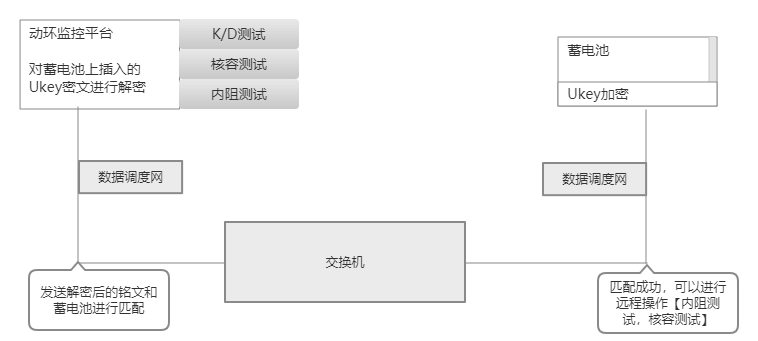 动环监控平台
对蓄电池上插入的
Ukey密文进行解密
K/D测试
核容测试
内阻测试
蓄电池
Ukey加密
数据调度网
数据调度网
交换机
发送解密后的铭文和
蓄电池进行匹配
匹配成功，可以进行
远程操作【内阻测
试，核容测试】